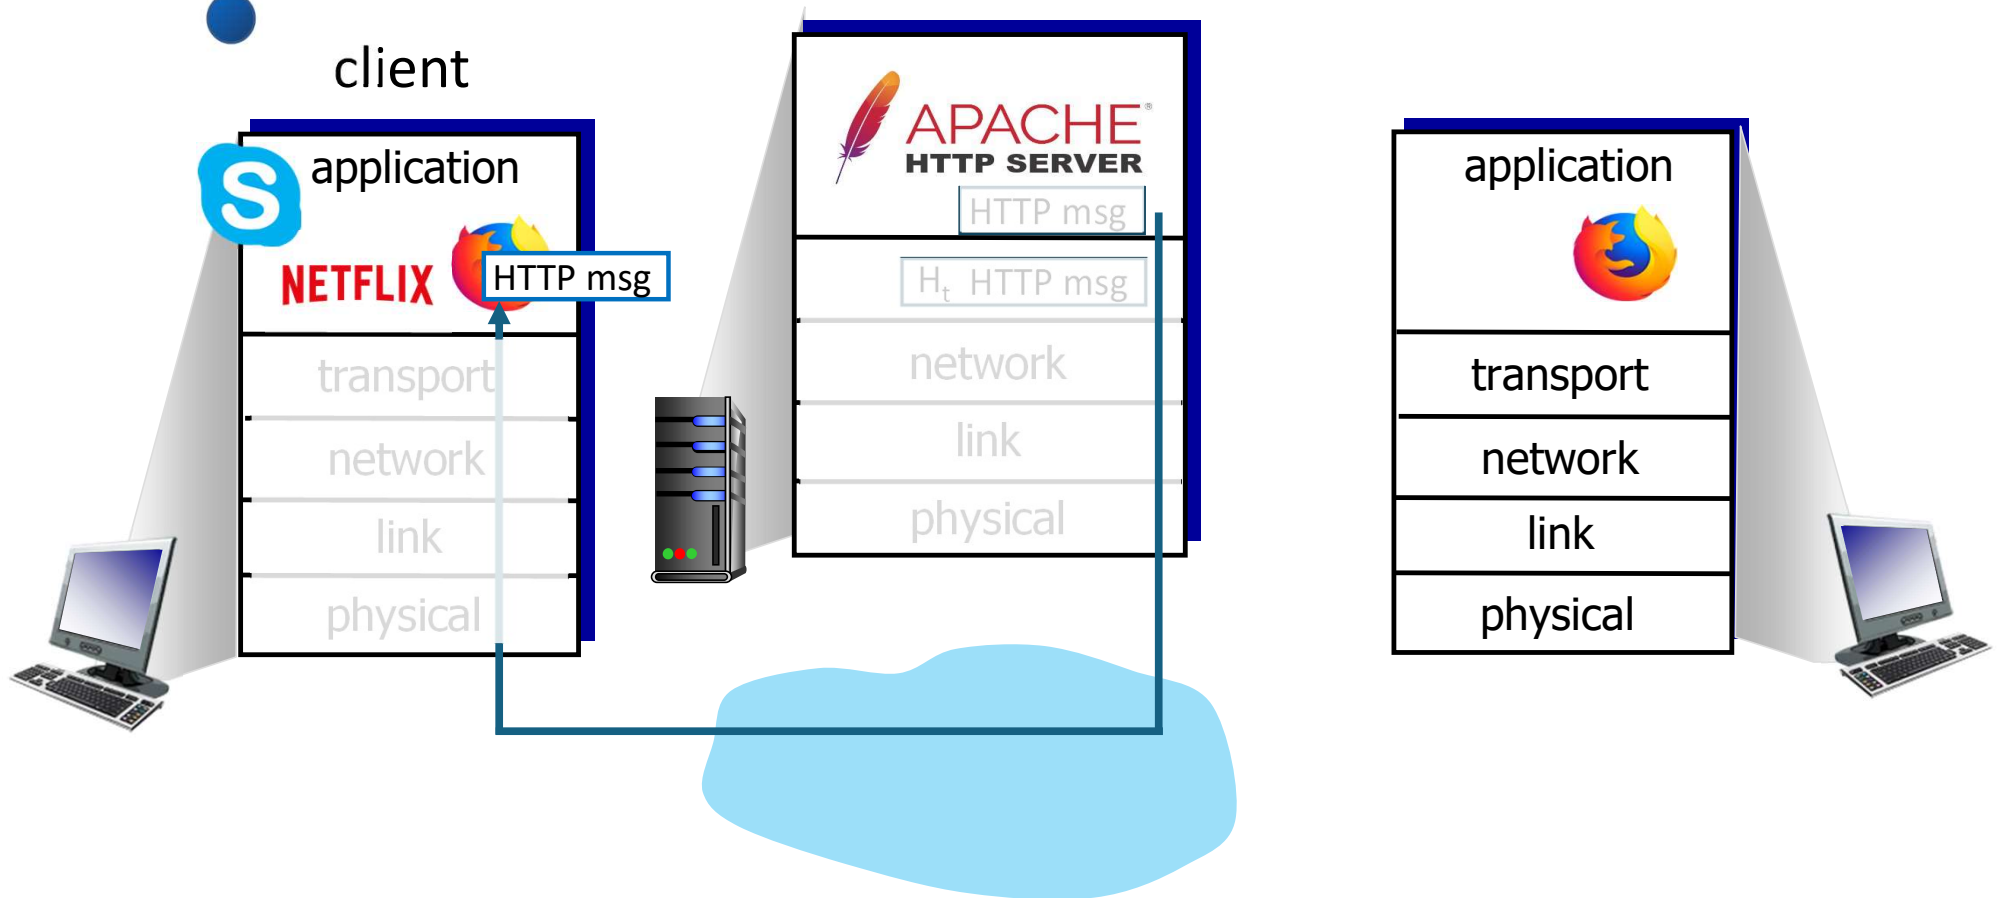 client
application
S
NETFLIX
HTTP msg
transport
network
link
physical
APACHE®
HTTP SERVER
HTTP msg
Ht HTTP msg
network
link
physical
application
transport
network
link
physical